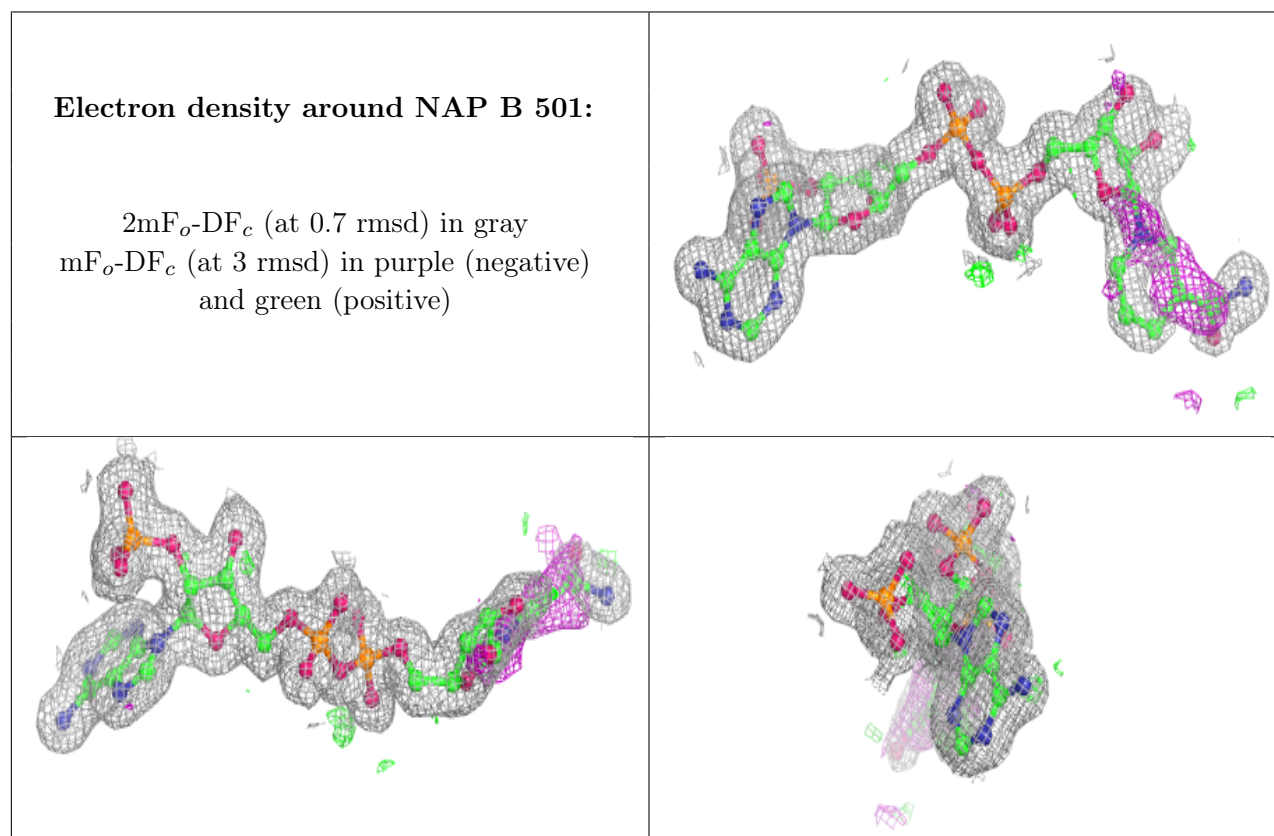 Electron density around NAP B 501:
2mFo-DFc (at 0.7 rmsd) in gray
mFo-DFc (at 3 rmsd) in purple (negative)
and green (positive)